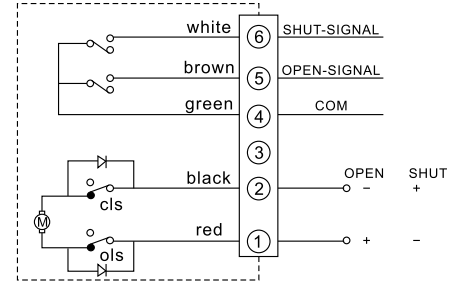 white 6 SHUT-SIGNAL
brown 5 OPEN-SIGNAL
green 4 COM
3
OPEN SHUT
black 2 − +
cls
M
red 1 + −
ols